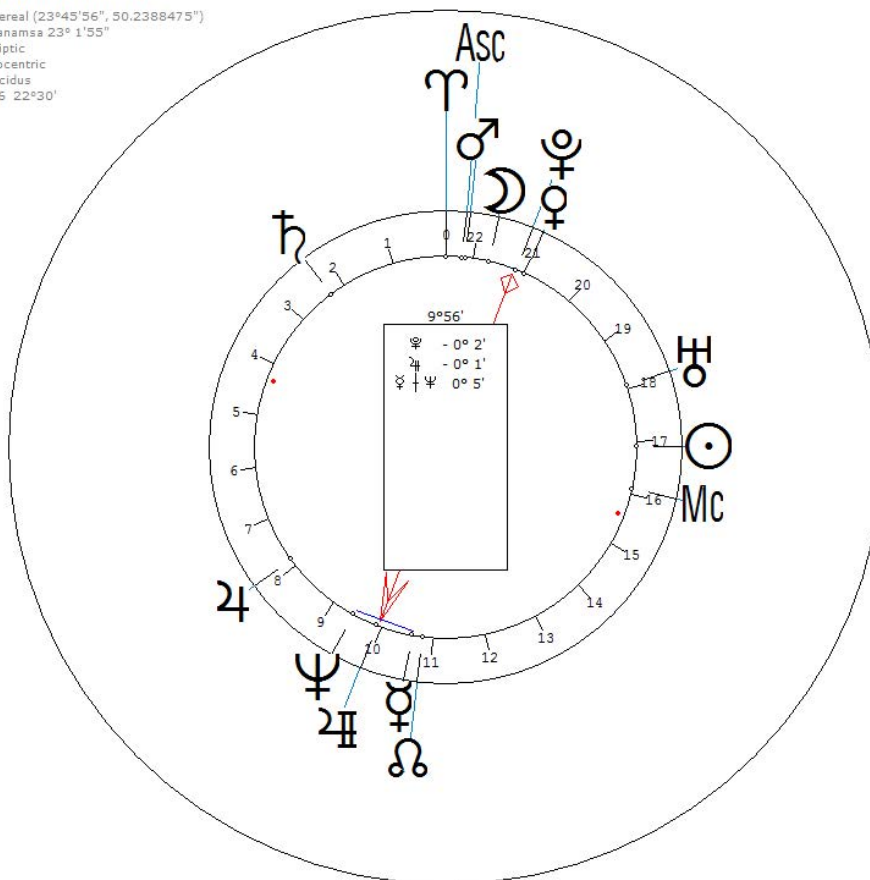 ereal (23°45'56", 50.2388475")
anamsa 23° 1'55"
iptic
ocentric
cidus
6 22°30'
Asc
♈
♂ ☽ ♀
♄
0 22 21 20 19 18 17 16 15 14 13 12 11 10 9 8 7 6 5 4 3 2 1
♅
☉
Mc
9°56'
- 0° 2'
♃ - 0° 1'
☿ ♆ 0° 5'
♃
♆
☿
☊